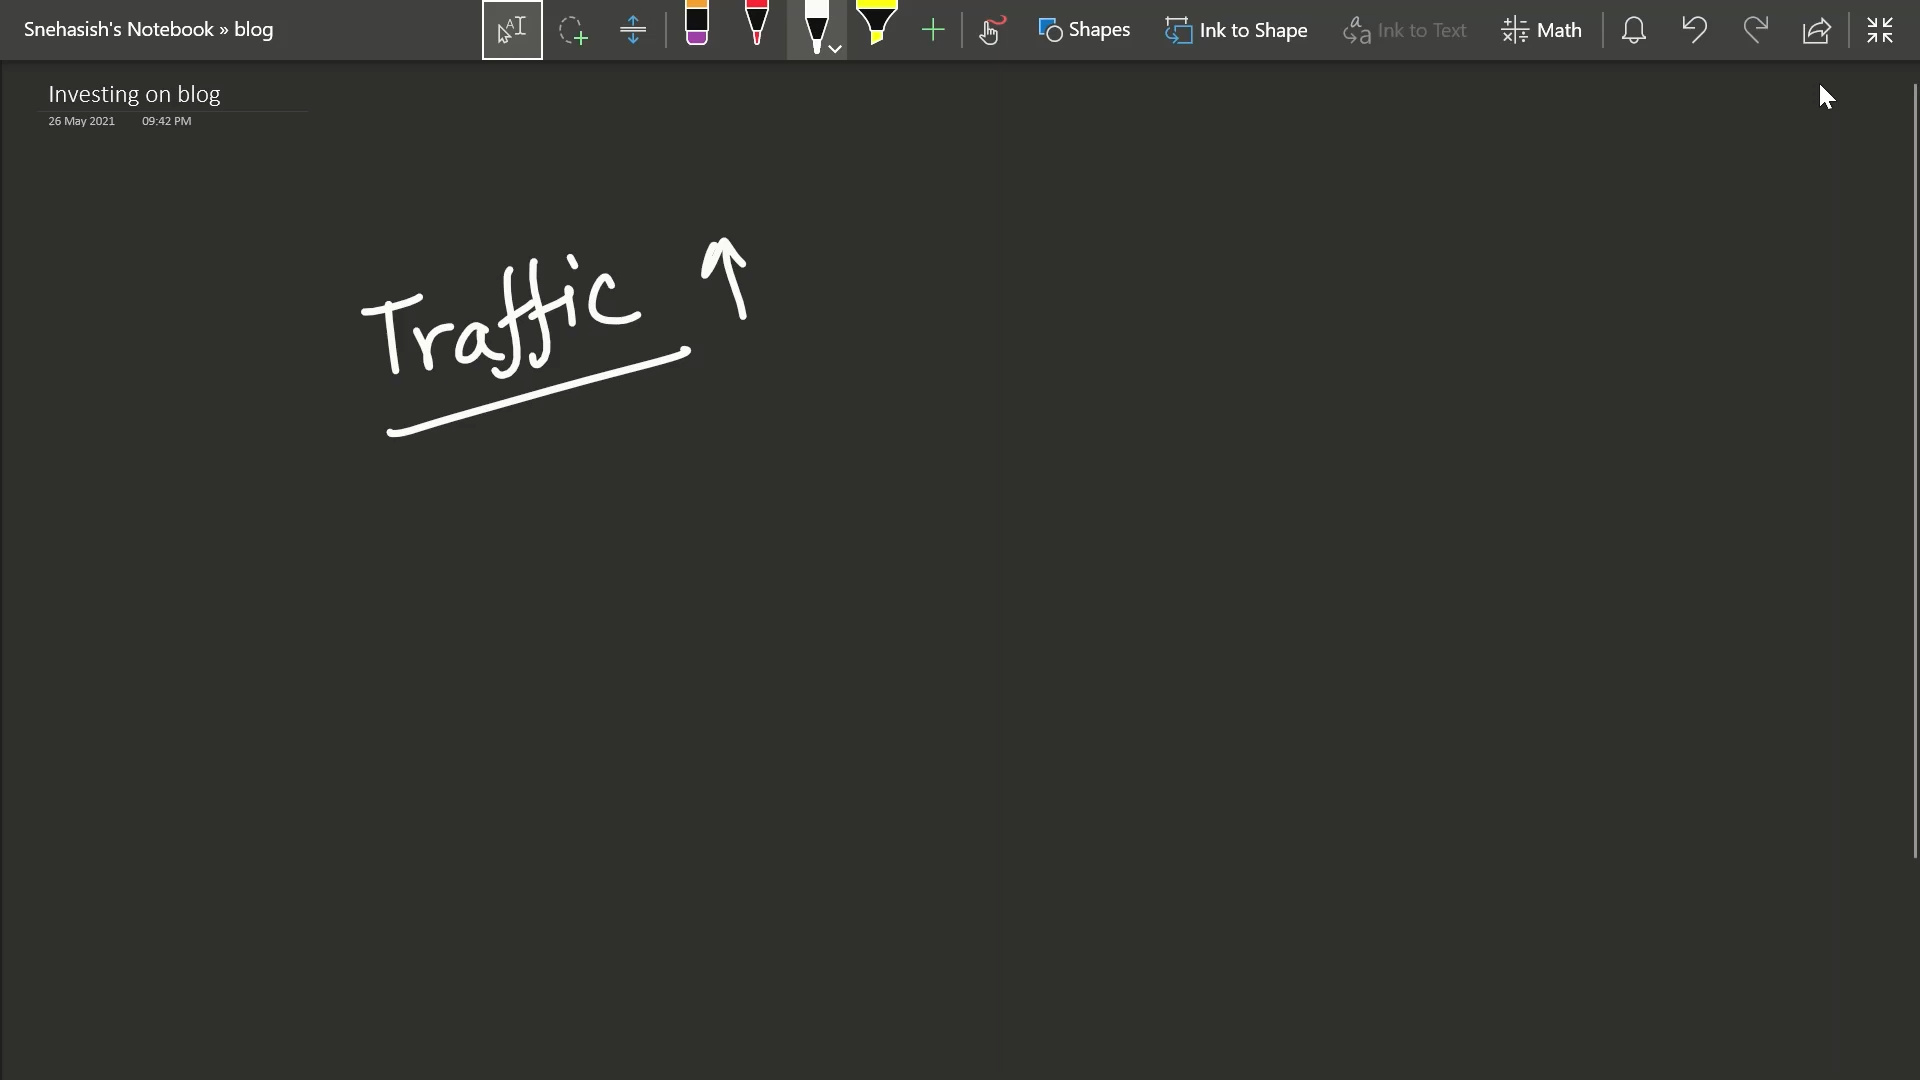 Snehasish's Notebook » blog Shapes Ink to Shape Ink to Text Math
Investing on blog
26 May 2021 09:42 PM
Traffic ↑